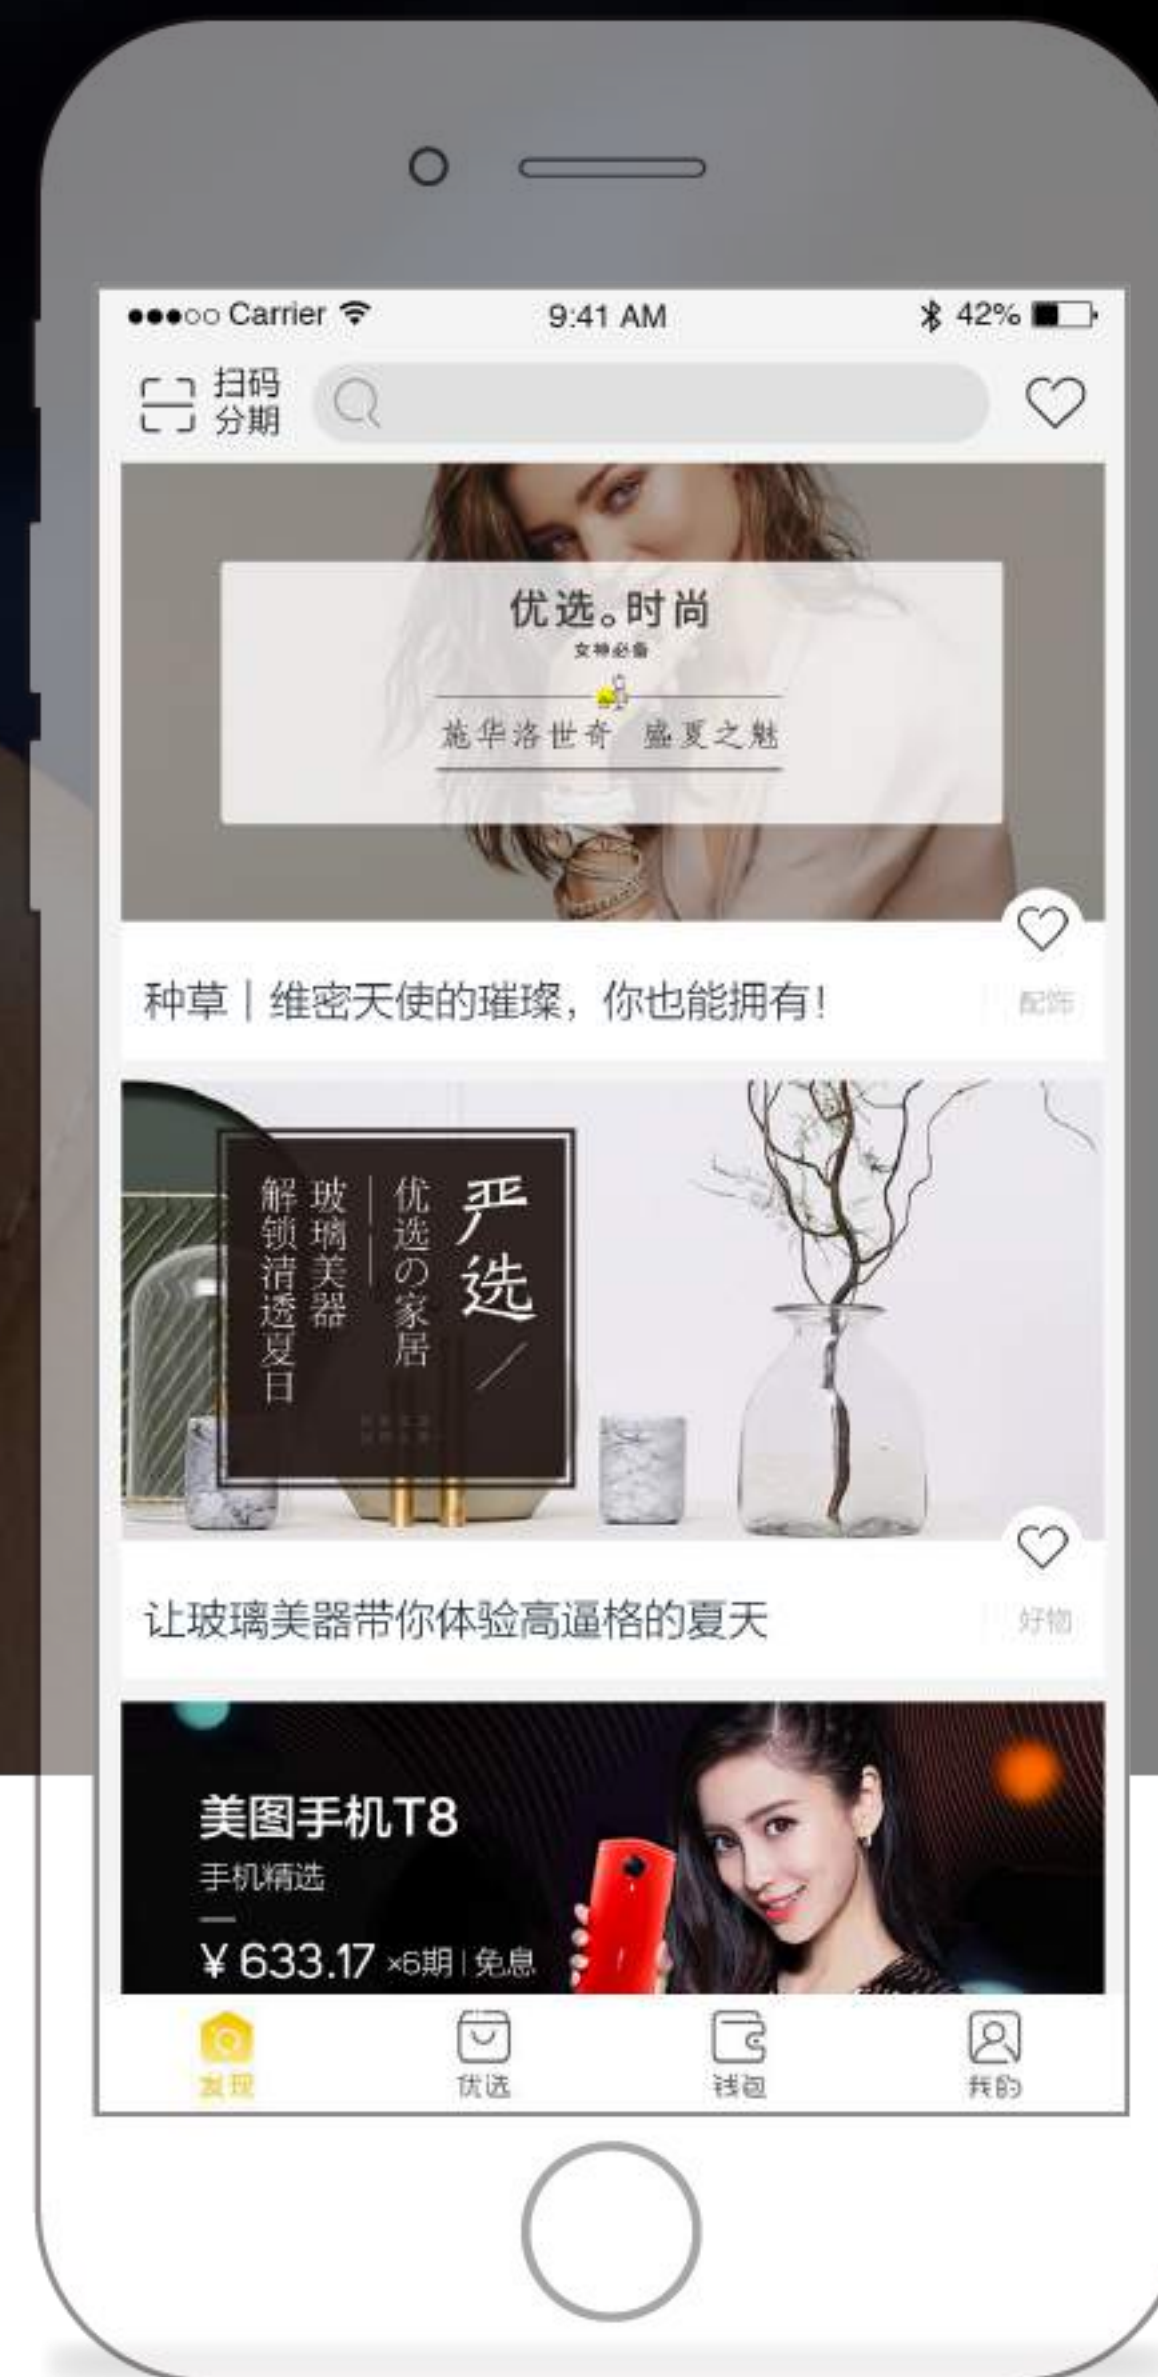 Carrier
9:41 AM
42%
扫码
分期
优选。时尚
女神必备
施华洛世奇 盛夏之魅
种草｜维密天使的璀璨，你也能拥有！
配饰
严选
优选の家居
玻璃美器
解锁清透夏日
让玻璃美器带你体验高逼格的夏天
好物
美图手机T8
手机精选
¥ 633.17 ×6期 | 免息
发现
优选
钱包
我的